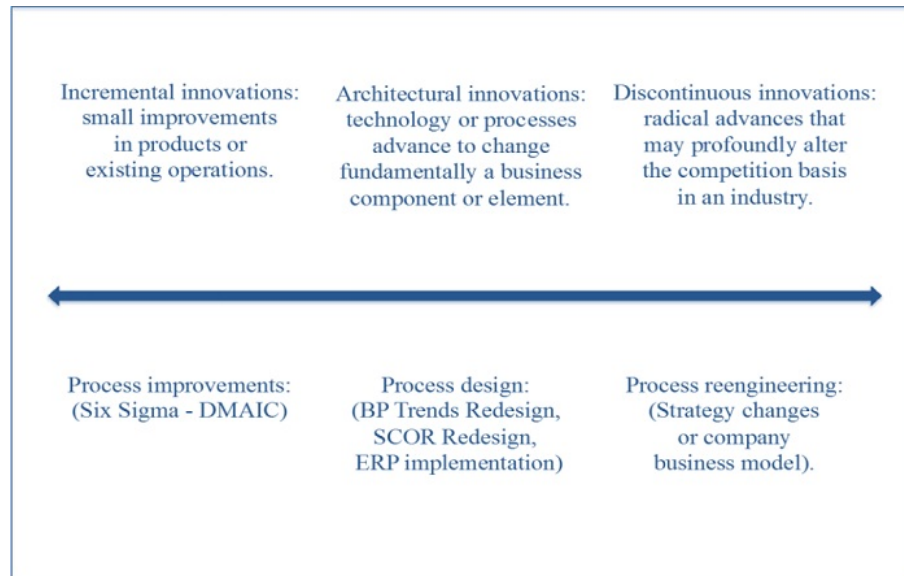 Incremental innovations:
small improvements
in products or
existing operations.
Architectural innovations:
technology or processes
advance to change
fundamentally a business
component or element.
Discontinuous innovations:
radical advances that
may profoundly alter
the competition basis
in an industry.
Process improvements:
(Six Sigma - DMAIC)
Process design:
(BP Trends Redesign,
SCOR Redesign,
ERP implementation)
Process reengineering:
(Strategy changes
or company
business model).